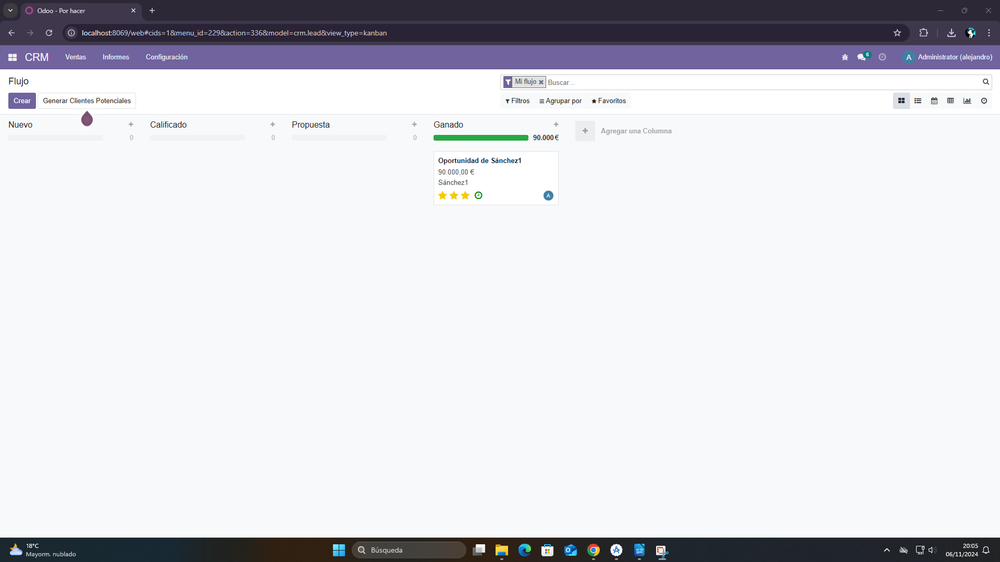 Odoo - Por hacer
localhost:8069/web#cids=1&menu_id=229&action=336&model=crm.lead&view_type=kanban
CRM Ventas Informes Configuración 6 A Administrator (alejandro)
Flujo
Mi flujo Buscar...
Crear Generar Clientes Potenciales
Filtros Agrupar por Favoritos
Nuevo Calificado Propuesta Ganado
0 0 0 90.000 €
Agregar una Columna
Oportunidad de Sánchez1
90.000,00 €
Sánchez1
A
18°C
Mayorm. nublado
Búsqueda
20:05
06/11/2024